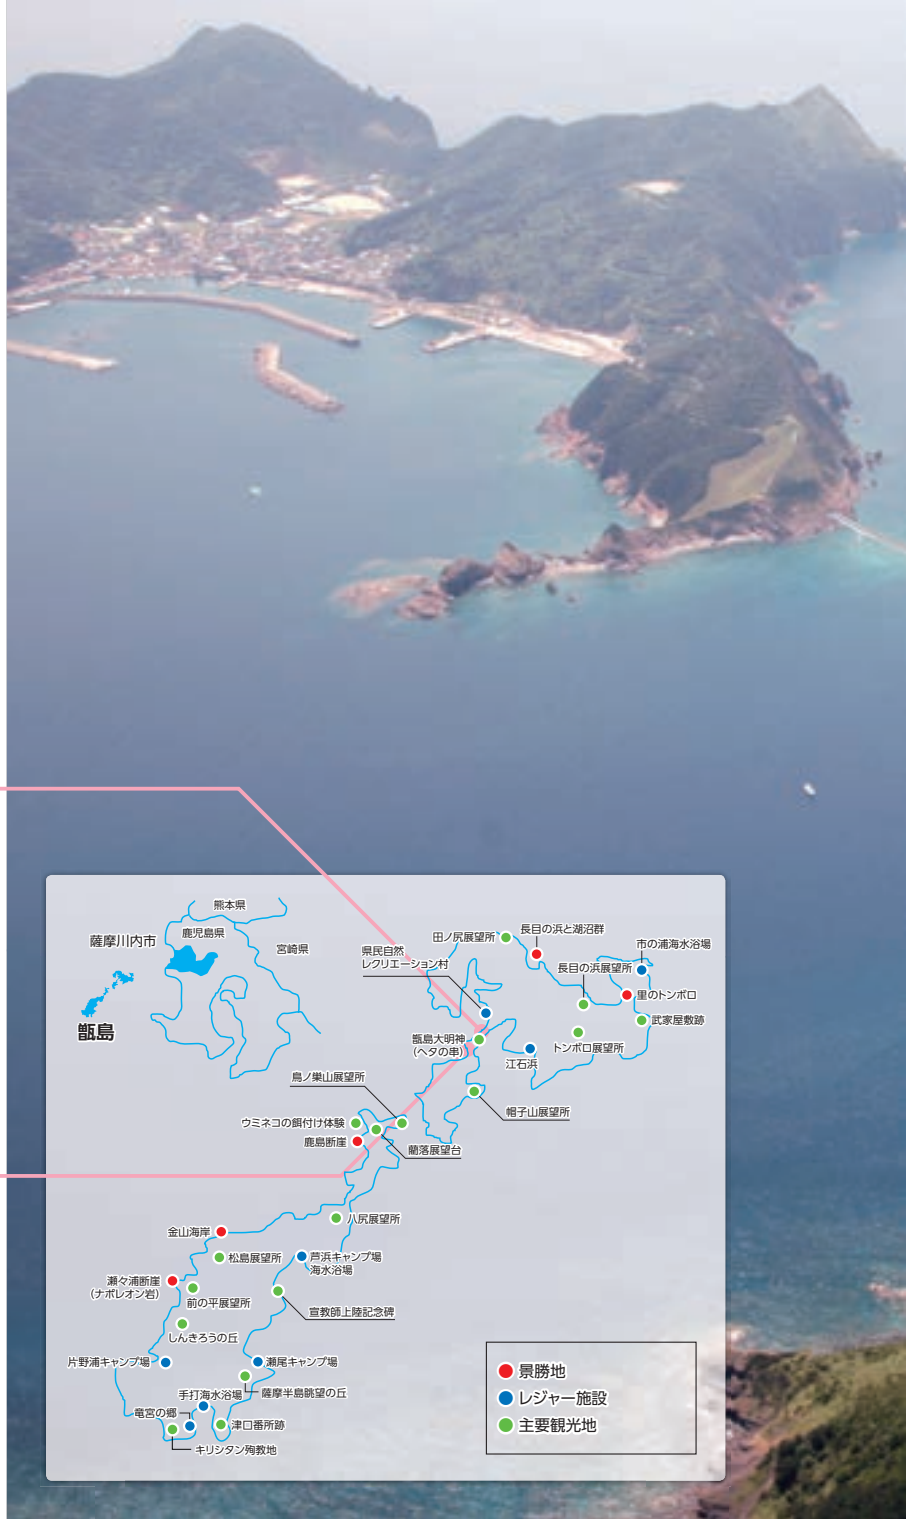 熊本県
鹿児島県
薩摩川内市
宮崎県
甑島
田ノ尻展望所
長目の浜と湖沼群
市の浦海水浴場
県民自然
レクリエーション村
長目の浜展望所
里のトンボロ
武家屋敷跡
甑島大明神
(ヘタの串)
トンボロ展望所
江石浜
鳥ノ巣山展望所
帽子山展望所
ウミネコの餌付け体験
鹿島断崖
藺落展望台
八尻展望所
金山海岸
松島展望所
芦浜キャンプ場
海水浴場
瀬々浦断崖
(ナポレオン岩)
前の平展望所
宣教師上陸記念碑
しんきろうの丘
片野浦キャンプ場
瀬尾キャンプ場
手打海水浴場
薩摩半島眺望の丘
竜宮の郷
津口番所跡
キリシタン殉教地
景勝地
レジャー施設
主要観光地